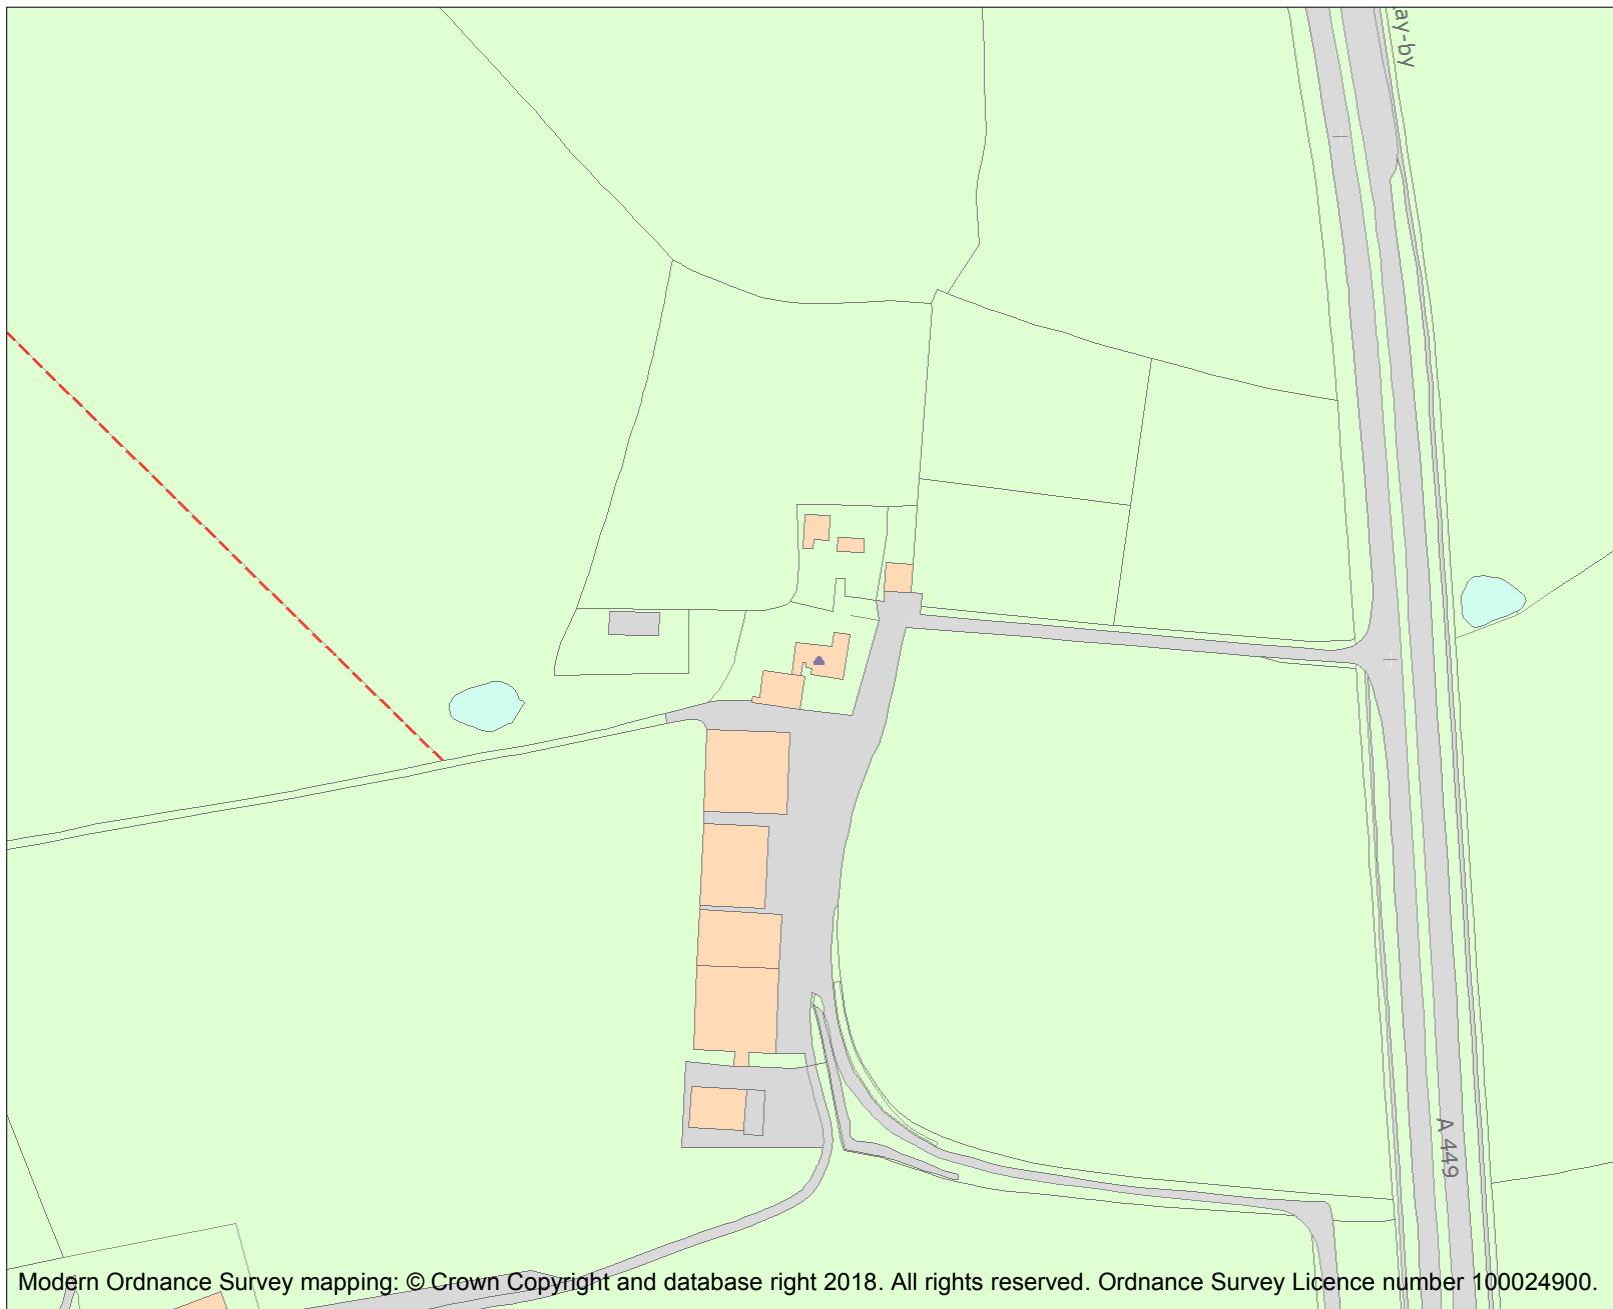 ay-by
A 449
Modern Ordnance Survey mapping: © Crown Copyright and database right 2018. All rights reserved. Ordnance Survey Licence number 100024900.